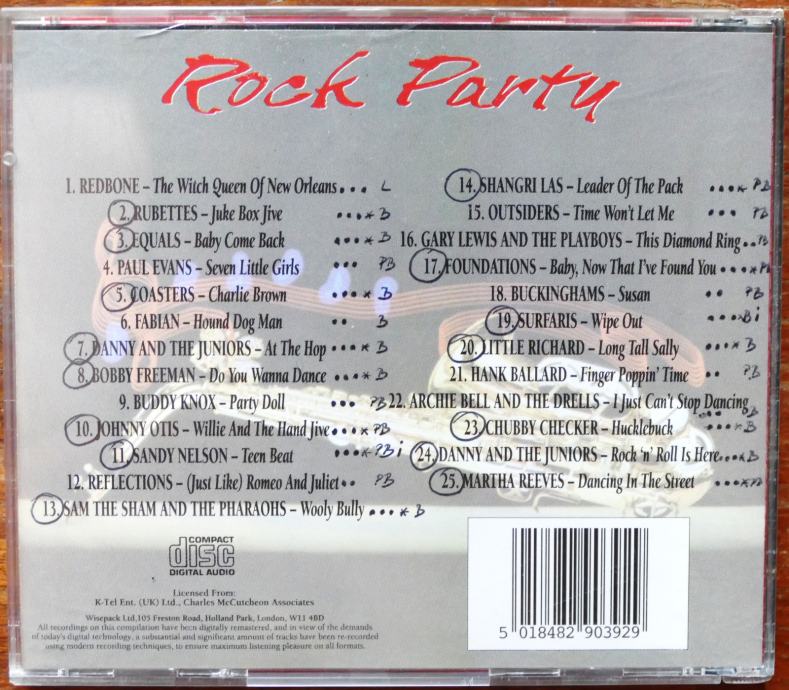 Rock Party
1. REDBONE – The Witch Queen Of New Orleans... L
2. RUBETTES – Juke Box Jive •••* B
3. EQUALS – Baby Come Back •••* B
4. PAUL EVANS – Seven Little Girls ••• PB
5. COASTERS – Charlie Brown •••* B
6. FABIAN – Hound Dog Man •• B
7. DANNY AND THE JUNIORS – At The Hop ••••* B
8. BOBBY FREEMAN – Do You Wanna Dance •••* B
9. BUDDY KNOX – Party Doll ••• PB
10. JOHNNY OTIS – Willie And The Hand Jive •••* PB
11. SANDY NELSON – Teen Beat •••* PB i
12. REFLECTIONS – (Just Like) Romeo And Juliet •• PB
13. SAM THE SHAM AND THE PHARAOHS – Wooly Bully •••* B
14. SHANGRI LAS – Leader Of The Pack •••* PB
15. OUTSIDERS – Time Won't Let Me ••• PB
16. GARY LEWIS AND THE PLAYBOYS – This Diamond Ring •• PB
17. FOUNDATIONS – Baby, Now That I've Found You ••••*
18. BUCKINGHAMS – Susan •• PB
19. SURFARIS – Wipe Out ••••Bi
20. LITTLE RICHARD – Long Tall Sally •••* B
21. HANK BALLARD – Finger Poppin' Time •• PB
22. ARCHIE BELL AND THE DRELLS – I Just Can't Stop Dancing •• B
23. CHUBBY CHECKER – Hucklebuck •••* B
24. DANNY AND THE JUNIORS – Rock 'n' Roll Is Here •••* B
25. MARTHA REEVES – Dancing In The Street •••*
COMPACT
disc
DIGITAL AUDIO
Licensed From:
K-Tel Ent. (UK) Ltd., Charles McCutcheon Associates
Wisepack Ltd,105 Freston Road, Holland Park, London, W11 4BD
All recordings on this compilation have been digitally remastered, and in view of the demands
of today's digital technology, a substantial and significant amount of tracks have been re-recorded
using modern recording techniques, to ensure maximum listening pleasure on all formats.
5 018482 903929